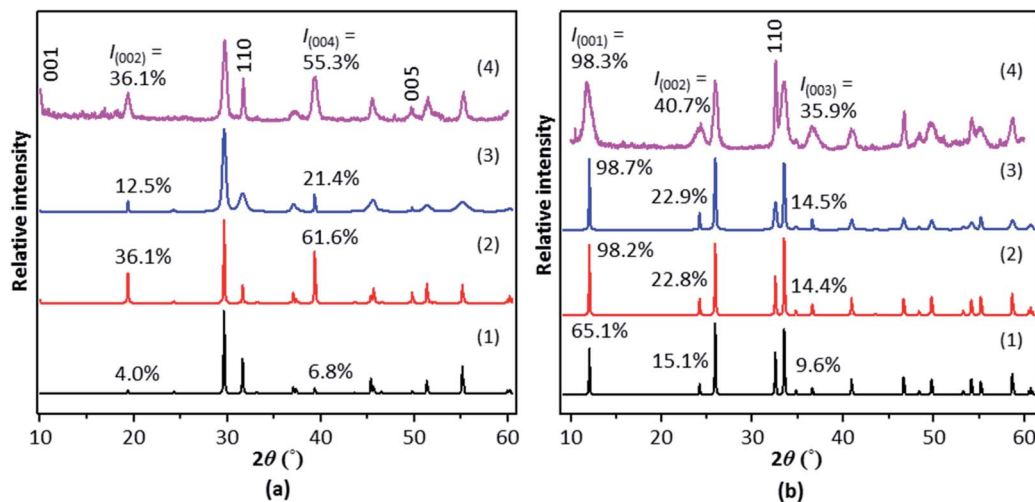 I(002) =
36.1%
I(004) =
55.3%
001
110
005
(4)
12.5%
21.4%
(3)
36.1%
61.6%
(2)
4.0%
6.8%
(1)
Relative intensity
10 20 30 40 50 60
2θ (°)
(a)
I(001) =
98.3%
I(002) =
40.7%
110
I(003) =
35.9%
(4)
98.7%
22.9%
14.5%
(3)
98.2%
22.8%
14.4%
(2)
65.1%
15.1%
9.6%
(1)
Relative intensity
10 20 30 40 50 60
2θ (°)
(b)